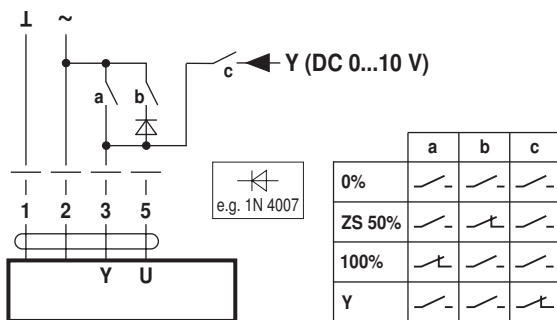 ⊥ ~
a b c Y (DC 0...10 V)
1 2 3 5
Y U
e.g. 1N 4007
a b c
0%
ZS 50%
100%
Y